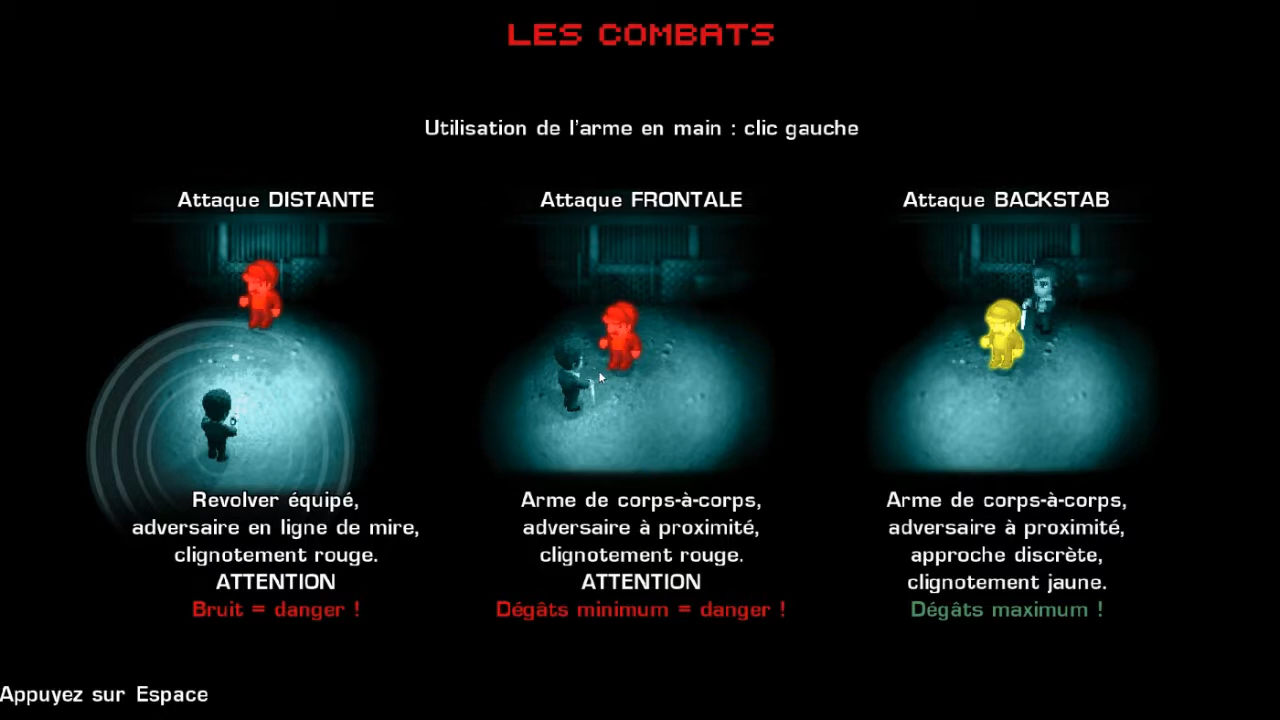 LES COMBATS
Utilisation de l'arme en main : clic gauche
Attaque DISTANTE
Revolver équipé,
adversaire en ligne de mire,
clignotement rouge.
ATTENTION
Bruit = danger !
Attaque FRONTALE
Arme de corps-à-corps,
adversaire à proximité,
clignotement rouge.
ATTENTION
Dégâts minimum = danger !
Attaque BACKSTAB
Arme de corps-à-corps,
adversaire à proximité,
approche discrète,
clignotement jaune.
Dégâts maximum !
Appuyez sur Espace